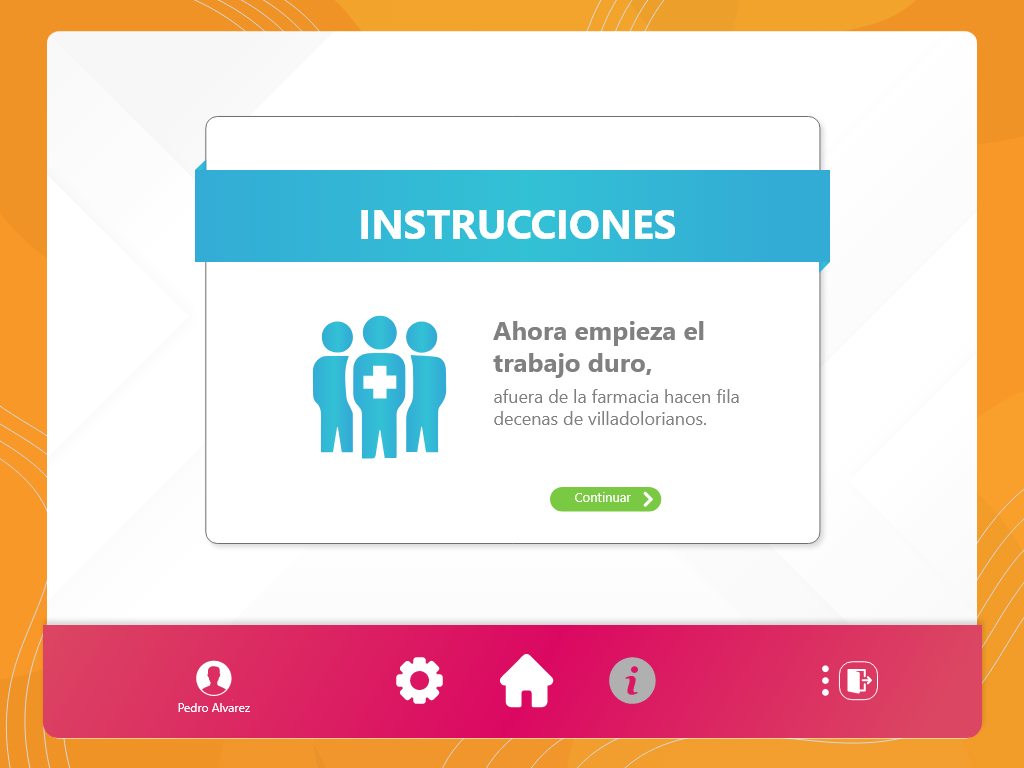 INSTRUCCIONES
Ahora empieza el
trabajo duro,
afuera de la farmacia hacen fila
decenas de villadolorianos.
Continuar
i
Pedro Alvarez